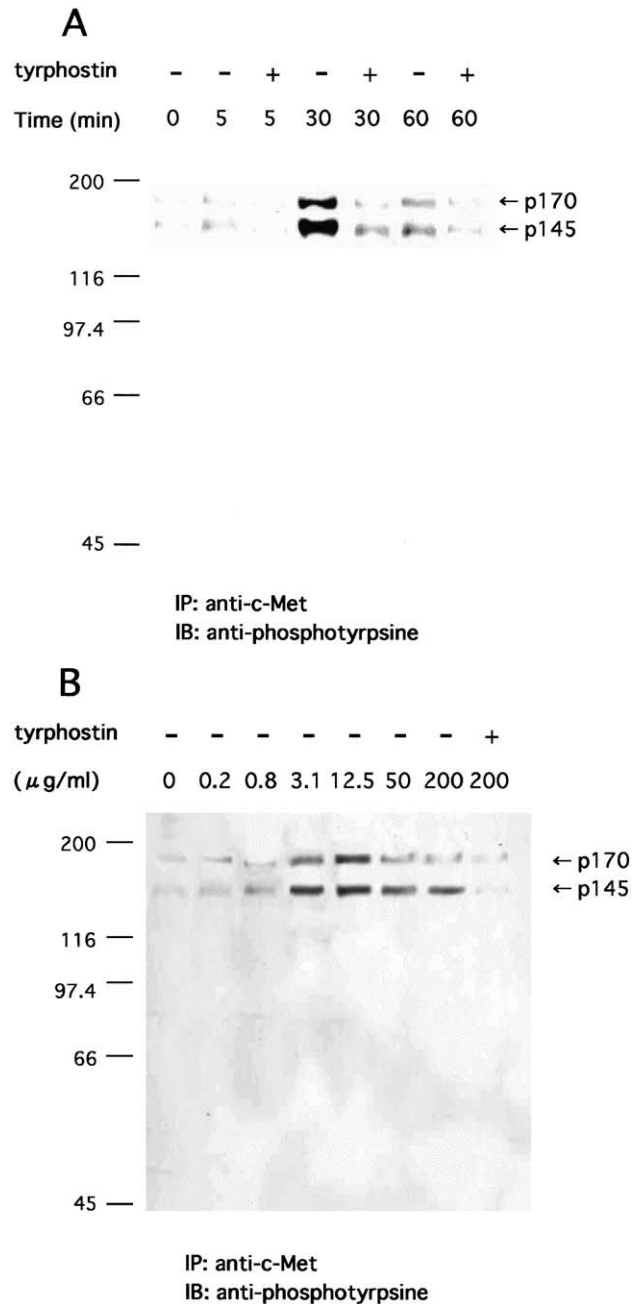 A
tyrphostin - - + - + - +
Time (min) 0 5 5 30 30 60 60
200
← p170
← p145
116
97.4
66
45
IP: anti-c-Met
IB: anti-phosphotyrpsine
B
tyrphostin - - - - - - - +
(μg/ml) 0 0.2 0.8 3.1 12.5 50 200 200
200
← p170
← p145
116
97.4
66
45
IP: anti-c-Met
IB: anti-phosphotyrpsine